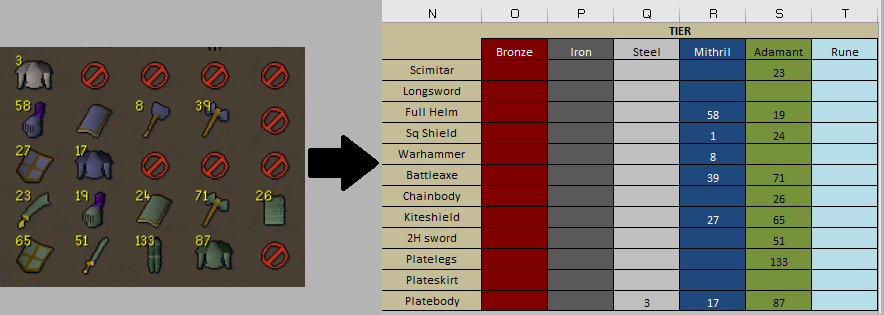 3
58 8 39
27 17
23 19 24 71 26
65 51 133 87
N O P Q R S T
TIER
Bronze Iron Steel Mithril Adamant Rune
Scimitar 23
Longsword
Full Helm 58 19
Sq Shield 1 24
Warhammer 8
Battleaxe 39 71
Chainbody 26
Kiteshield 27 65
2H sword 51
Platelegs 133
Plateskirt
Platebody 3 17 87